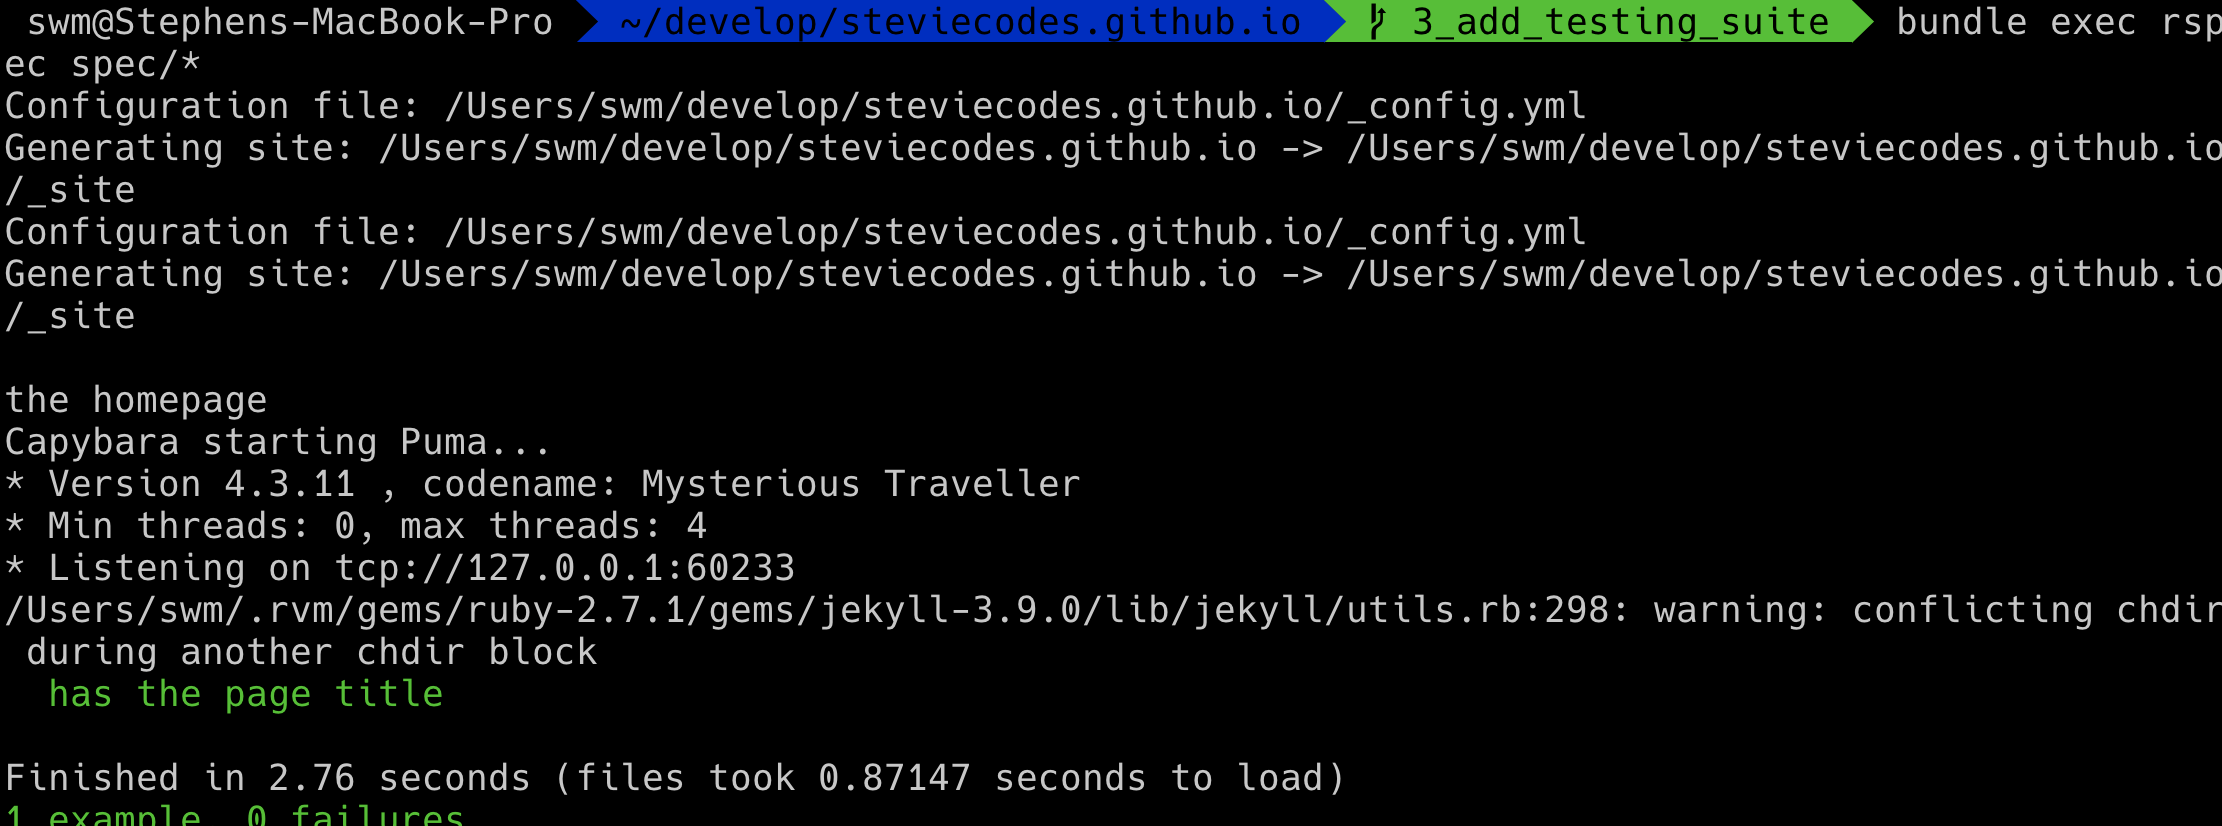 swm@Stephens-MacBook-Pro ~/develop/steviecodes.github.io 3_add_testing_suite bundle exec rsp
ec spec/*
Configuration file: /Users/swm/develop/steviecodes.github.io/_config.yml
Generating site: /Users/swm/develop/steviecodes.github.io -> /Users/swm/develop/steviecodes.github.io
/_site
Configuration file: /Users/swm/develop/steviecodes.github.io/_config.yml
Generating site: /Users/swm/develop/steviecodes.github.io -> /Users/swm/develop/steviecodes.github.io
/_site
the homepage
Capybara starting Puma...
* Version 4.3.11 , codename: Mysterious Traveller
* Min threads: 0, max threads: 4
* Listening on tcp://127.0.0.1:60233
/Users/swm/.rvm/gems/ruby-2.7.1/gems/jekyll-3.9.0/lib/jekyll/utils.rb:298: warning: conflicting chdir
during another chdir block
has the page title
Finished in 2.76 seconds (files took 0.87147 seconds to load)
1 example, 0 failures